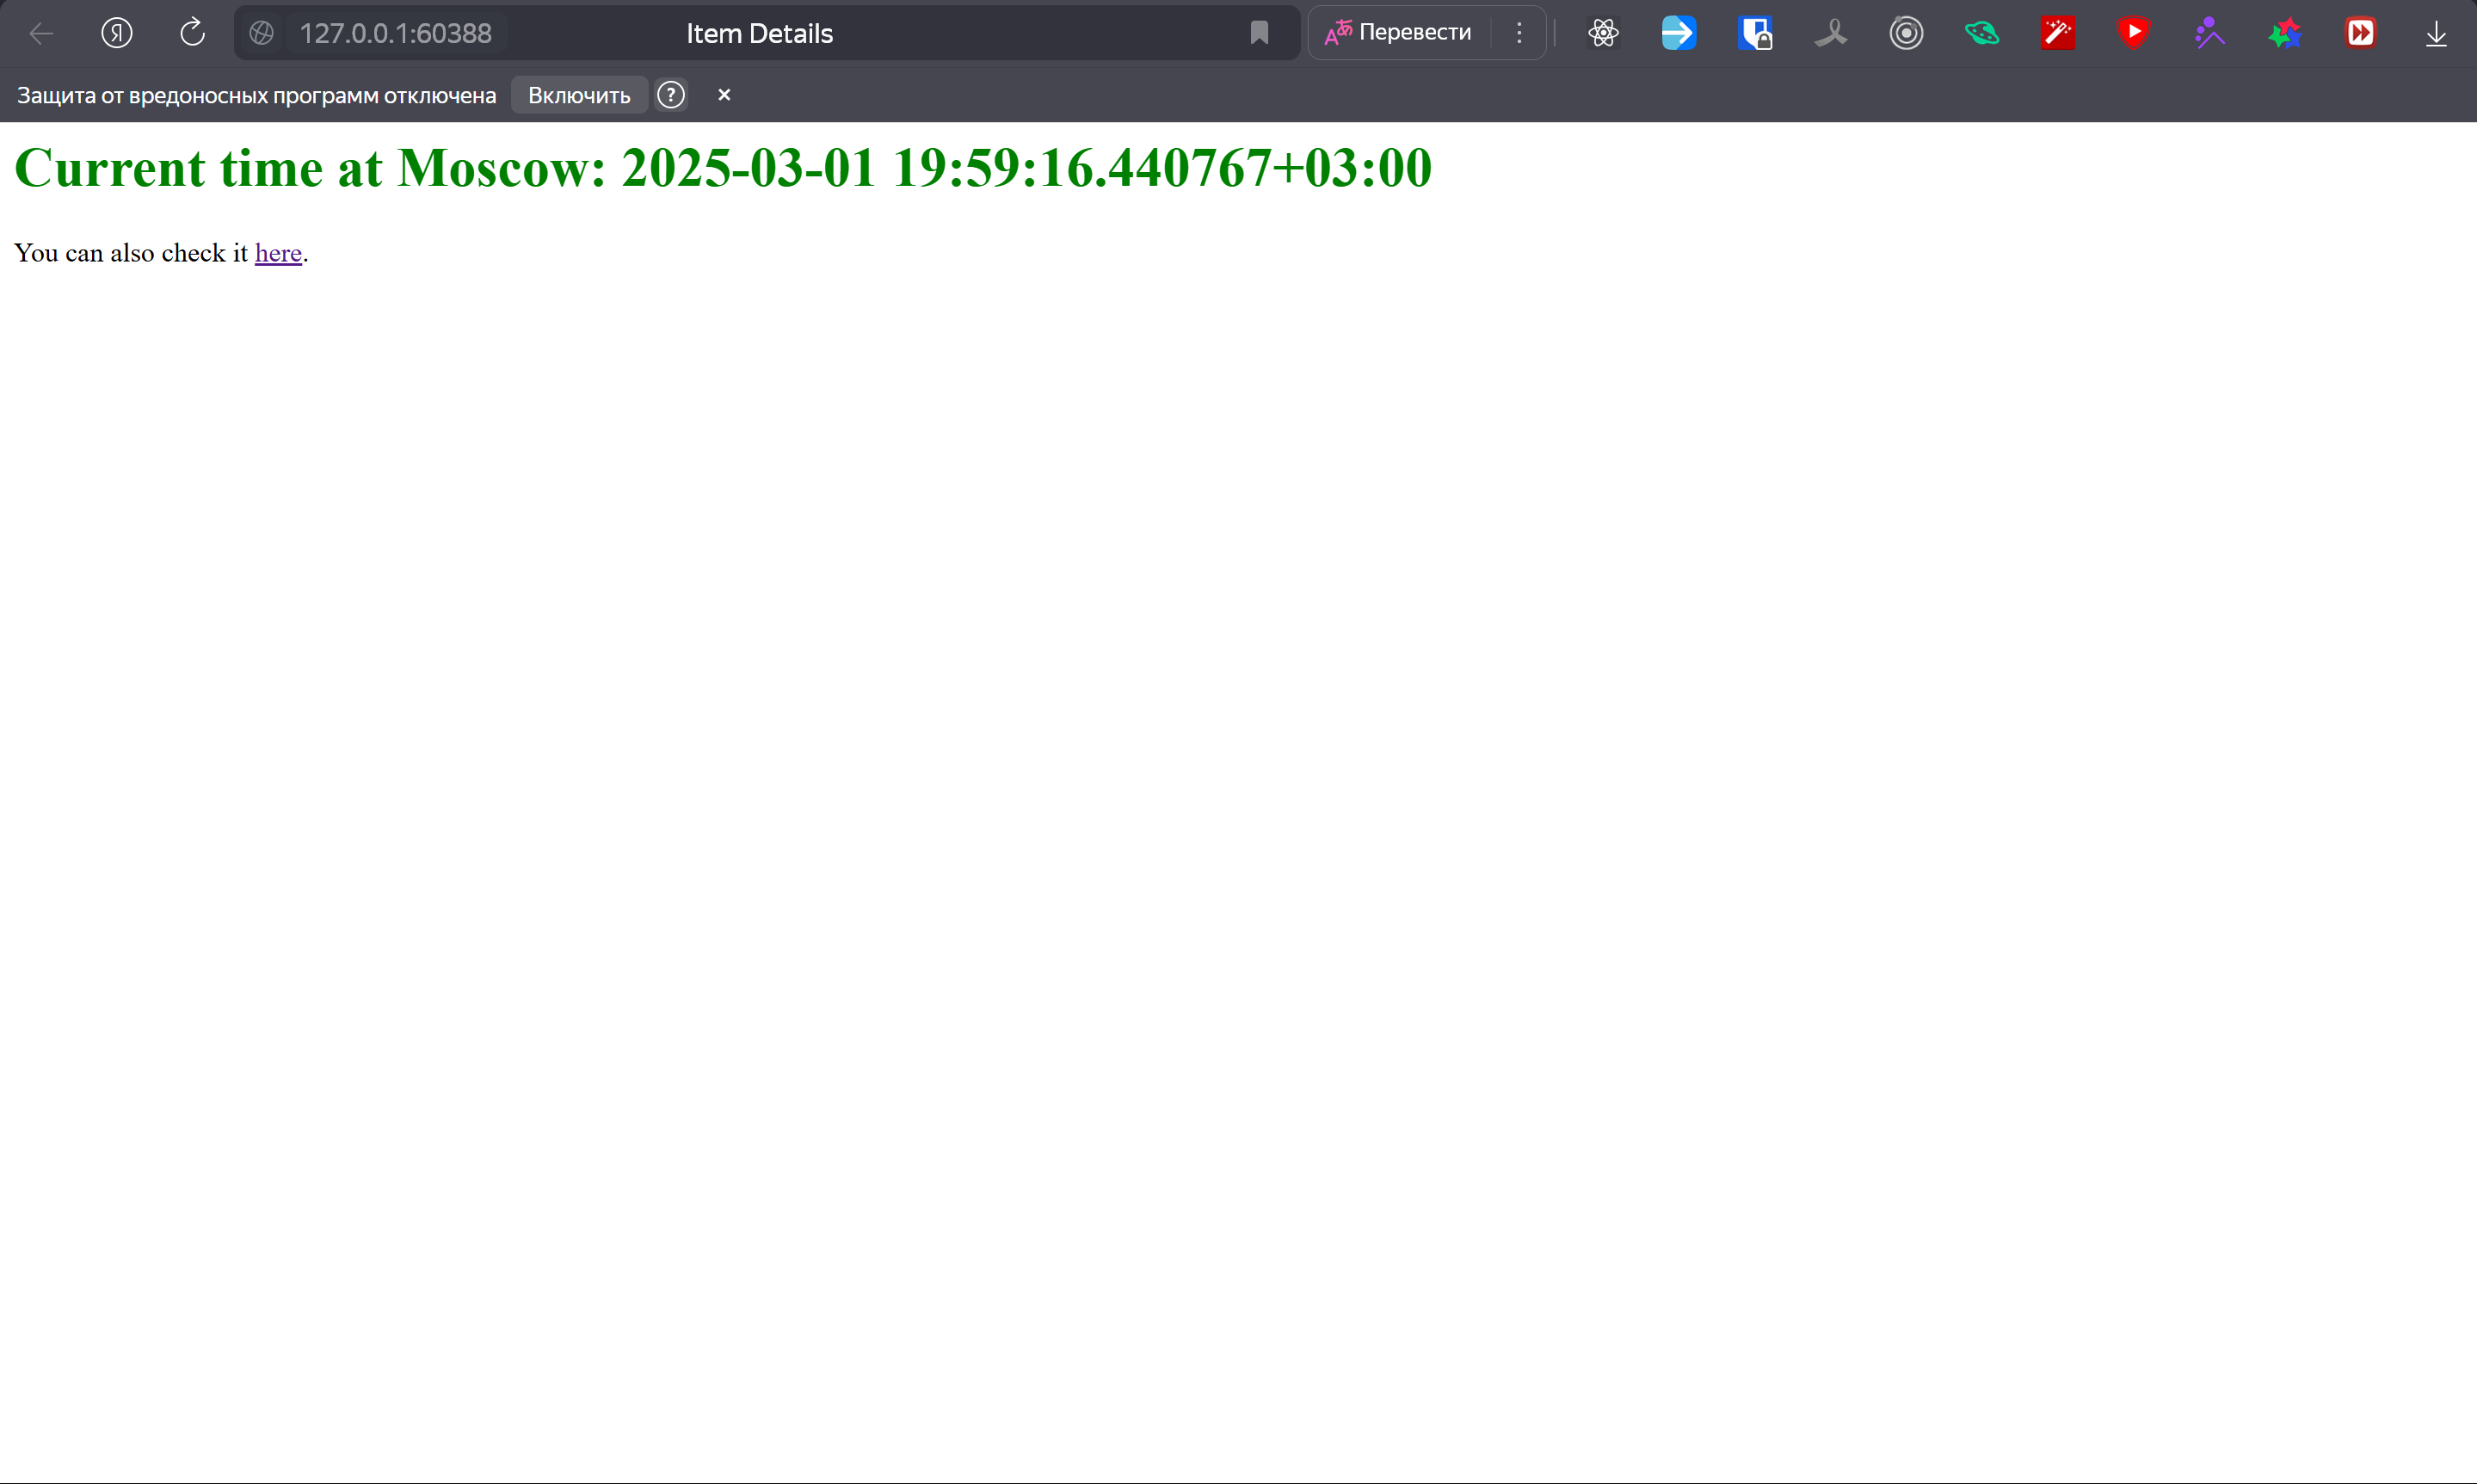 127.0.0.1:60388 Item Details Перевести
Защита от вредоносных программ отключена Включить ? ×
Current time at Moscow: 2025-03-01 19:59:16.440767+03:00
You can also check it here.